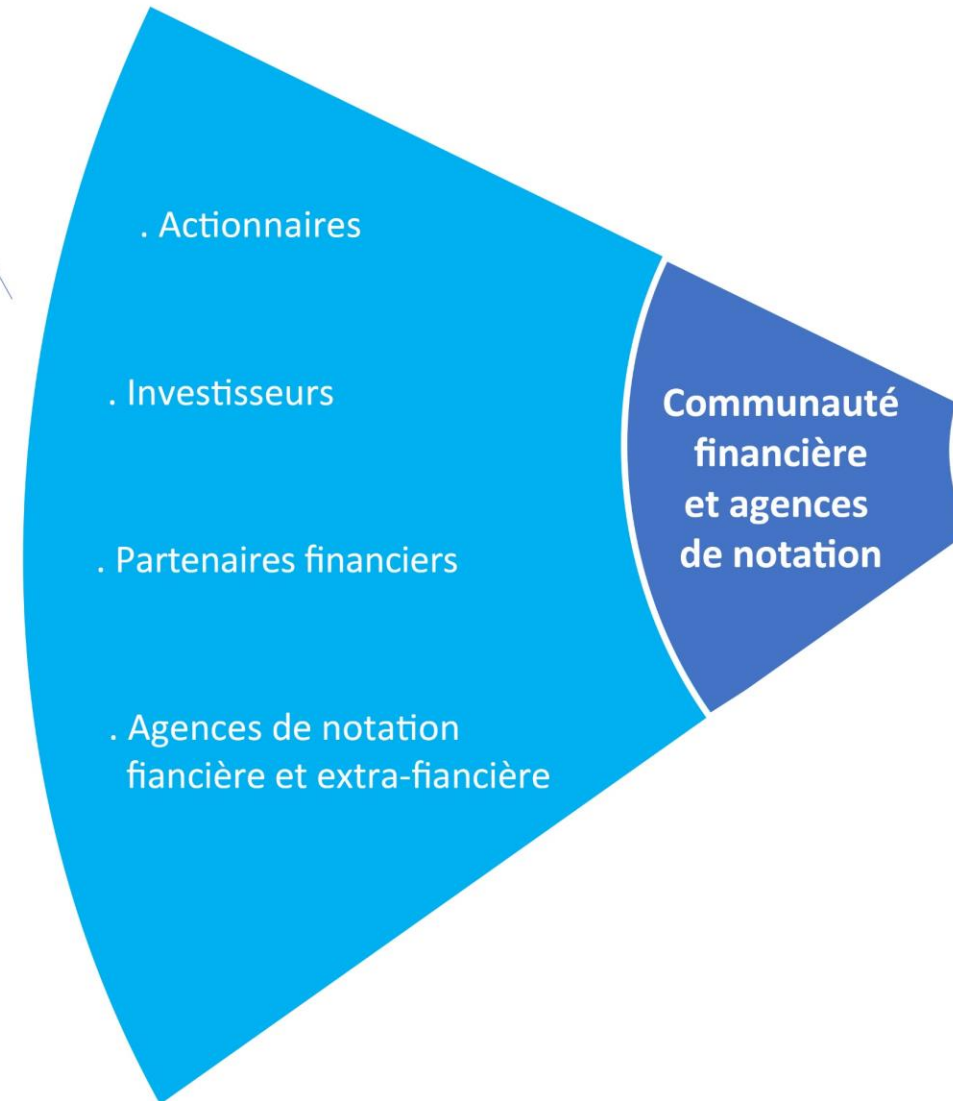 . Actionnaires
. Investisseurs
. Partenaires financiers
. Agences de notation
fiancière et extra-fiancière
Communauté
financière
et agences
de notation